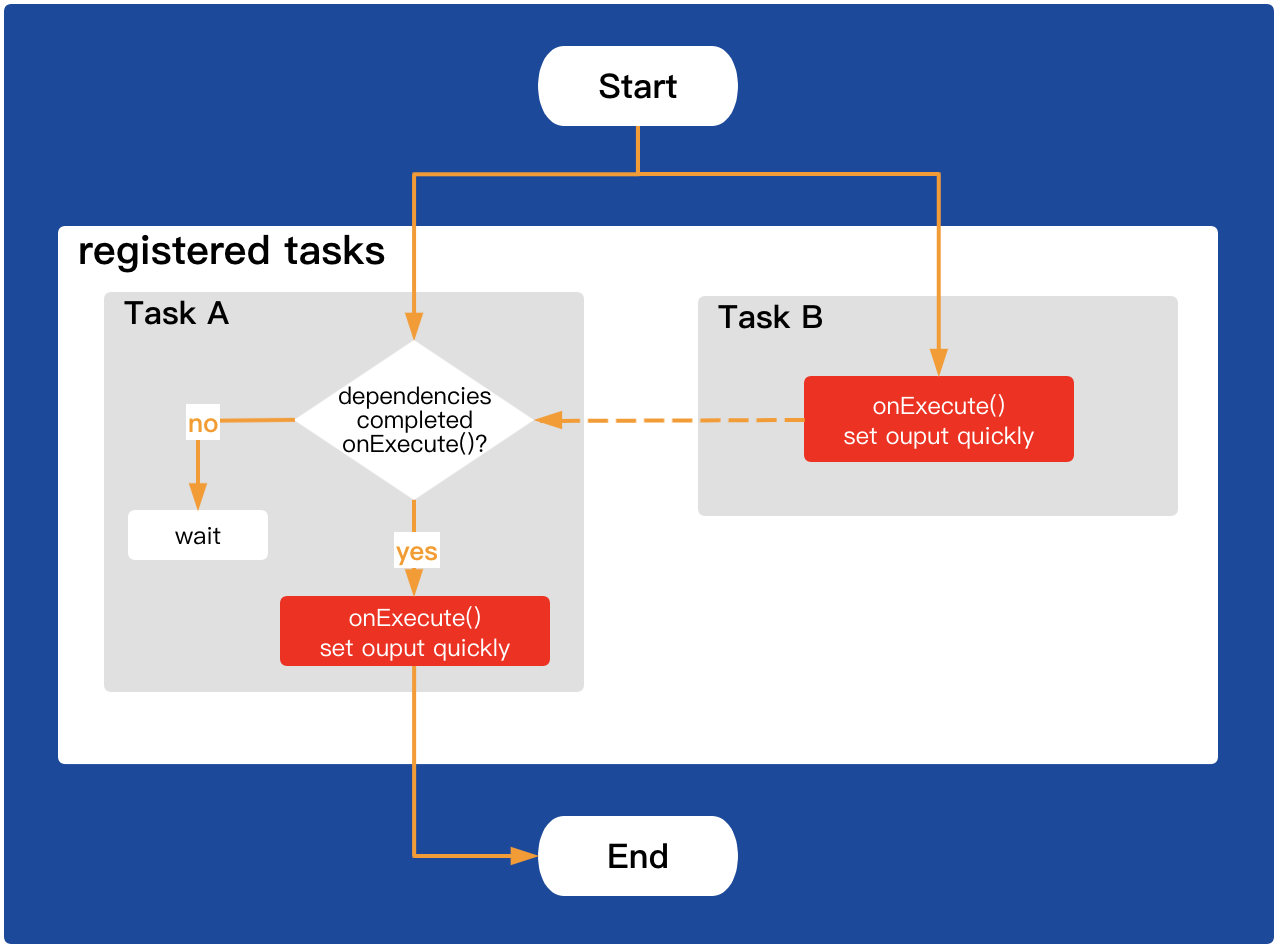 Start
registered tasks
Task A
Task B
dependencies
completed
onExecute()?
onExecute()
set ouput quickly
no
wait
yes
onExecute()
set ouput quickly
End